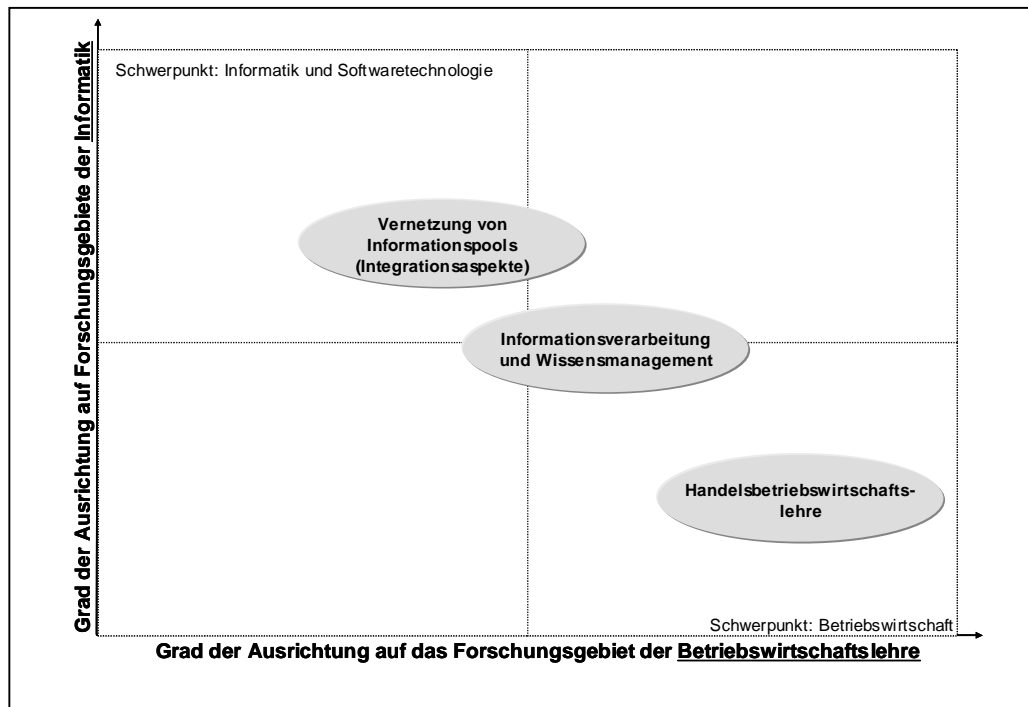 Grad der Ausrichtung auf Forschungsgebiete der Informatik
Schwerpunkt: Informatik und Softwaretechnologie
Vernetzung von
Informationspools
(Integrationsaspekte)
Informationsverarbeitung
und Wissensmanagement
Handelsbetriebswirtschafts-
lehre
Schwerpunkt: Betriebswirtschaft
Grad der Ausrichtung auf das Forschungsgebiet der Betriebswirtschaftslehre